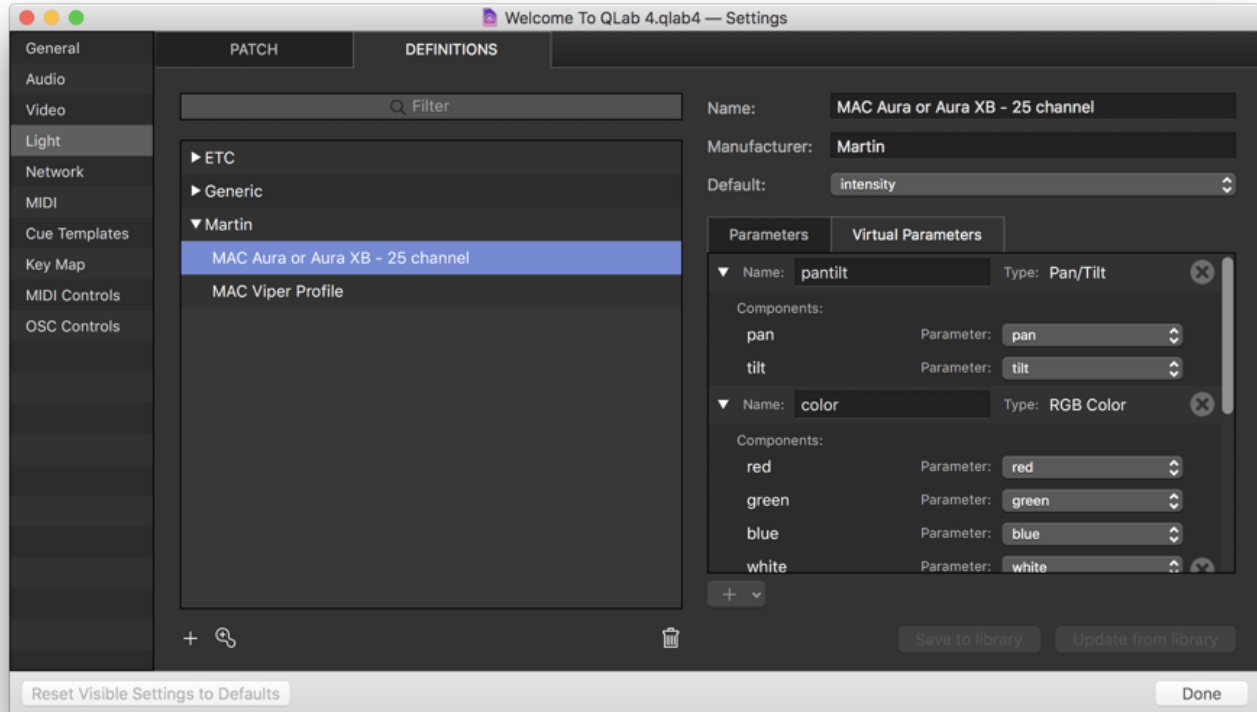 Welcome To QLab 4.qlab4 — Settings
General
Audio
Video
Light
Network
MIDI
Cue Templates
Key Map
MIDI Controls
OSC Controls
PATCH
DEFINITIONS
Filter
ETC
Generic
Martin
MAC Aura or Aura XB - 25 channel
MAC Viper Profile
Name: MAC Aura or Aura XB - 25 channel
Manufacturer: Martin
Default: intensity
Parameters
Virtual Parameters
Name: pantilt Type: Pan/Tilt
Components:
pan Parameter: pan
tilt Parameter: tilt
Name: color Type: RGB Color
Components:
red Parameter: red
green Parameter: green
blue Parameter: blue
white Parameter: white
Save to library
Update from library
Reset Visible Settings to Defaults
Done